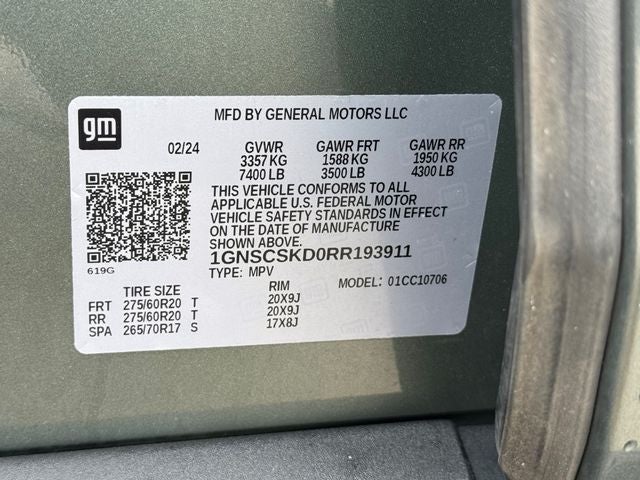 gm
MFD BY GENERAL MOTORS LLC
02/24 GVWR GAWR FRT GAWR RR
3357 KG 1588 KG 1950 KG
7400 LB 3500 LB 4300 LB
THIS VEHICLE CONFORMS TO ALL
APPLICABLE U.S. FEDERAL MOTOR
VEHICLE SAFETY STANDARDS IN EFFECT
ON THE DATE OF MANUFACTURE
SHOWN ABOVE.
1GNSCSKD0RR193911
619G
TYPE: MPV MODEL: 01CC10706
TIRE SIZE RIM
FRT 275/60R20 T 20X9J
RR 275/60R20 T 20X9J
SPA 265/70R17 S 17X8J